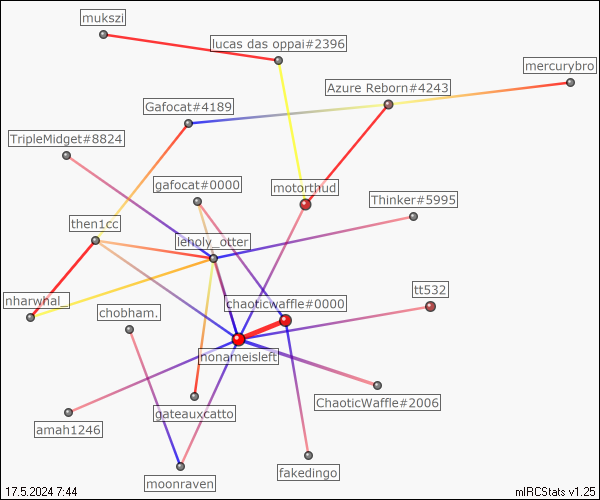 mukszi
lucas das oppai#2396
mercurybro
Azure Reborn#4243
Gafocat#4189
TripleMidget#8824
gafocat#0000
motorthud
Thinker#5995
then1cc
leholy_otter
nharwhal_
chobham.
chaoticwaffle#0000
tt532
nonameisleft
ChaoticWaffle#2006
gateauxcatto
amah1246
fakedingo
moonraven
17.5.2024 7:44
mIRCStats v1.25